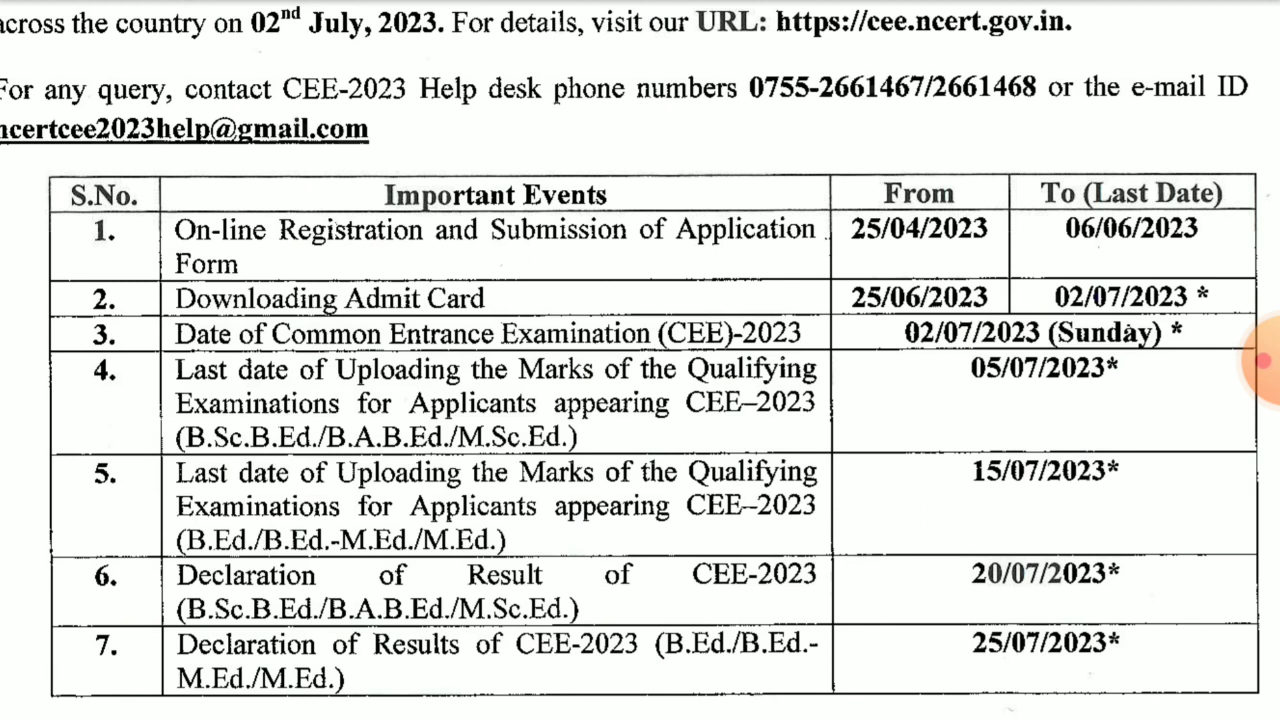 across the country on 02nd July, 2023. For details, visit our URL: https://cee.ncert.gov.in.
For any query, contact CEE-2023 Help desk phone numbers 0755-2661467/2661468 or the e-mail ID
ncertcee2023help@gmail.com
S.No. Important Events From To (Last Date)
1. On-line Registration and Submission of Application 25/04/2023 06/06/2023
Form
2. Downloading Admit Card 25/06/2023 02/07/2023 *
3. Date of Common Entrance Examination (CEE)-2023 02/07/2023 (Sunday) *
4. Last date of Uploading the Marks of the Qualifying 05/07/2023*
Examinations for Applicants appearing CEE–2023
(B.Sc.B.Ed./B.A.B.Ed./M.Sc.Ed.)
5. Last date of Uploading the Marks of the Qualifying 15/07/2023*
Examinations for Applicants appearing CEE–2023
(B.Ed./B.Ed.-M.Ed./M.Ed.)
6. Declaration of Result of CEE-2023 20/07/2023*
(B.Sc.B.Ed./B.A.B.Ed./M.Sc.Ed.)
7. Declaration of Results of CEE-2023 (B.Ed./B.Ed.- 25/07/2023*
M.Ed./M.Ed.)